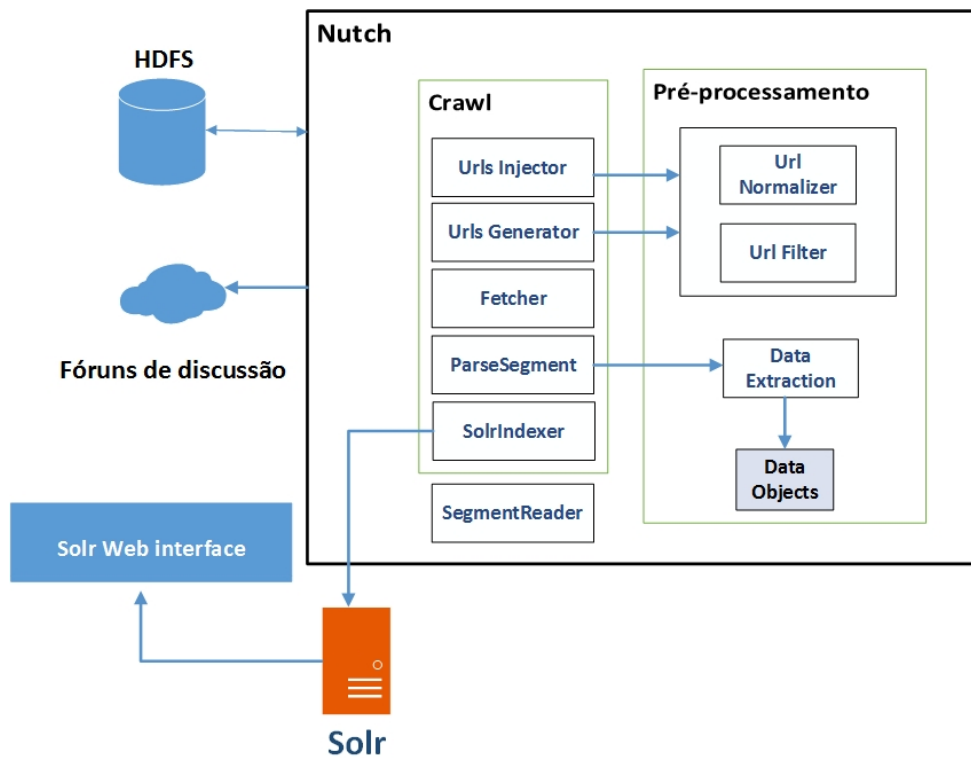 Nutch
HDFS
Fóruns de discussão
Crawl
Urls Injector
Urls Generator
Fetcher
ParseSegment
SolrIndexer
SegmentReader
Pré-processamento
Url
Normalizer
Url Filter
Data
Extraction
Data
Objects
Solr Web interface
Solr